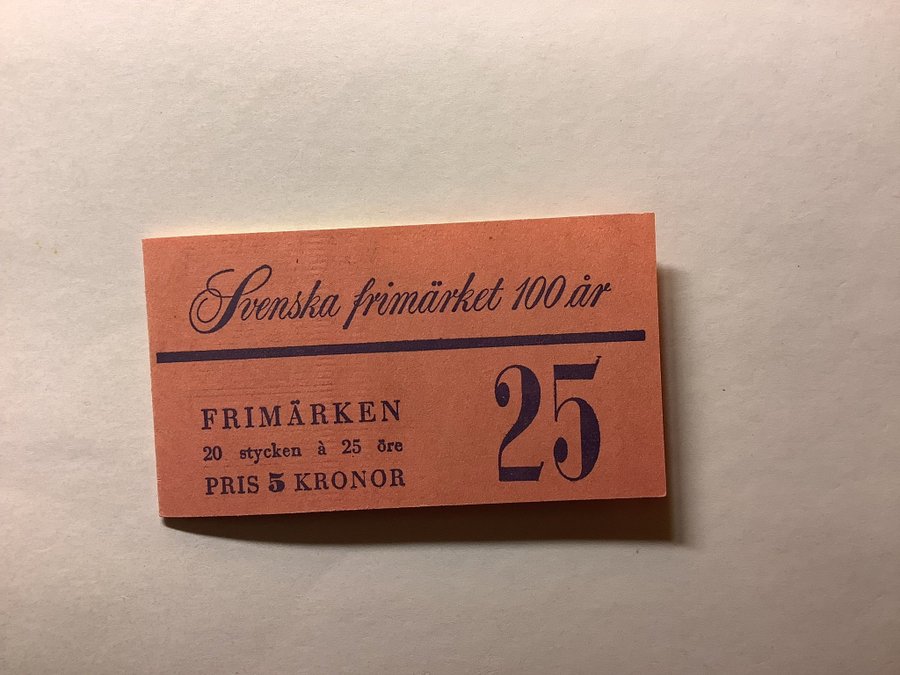 Svenska frimärket 100 år
FRIMÄRKEN
20 stycken à 25 öre
PRIS 5 KRONOR
25